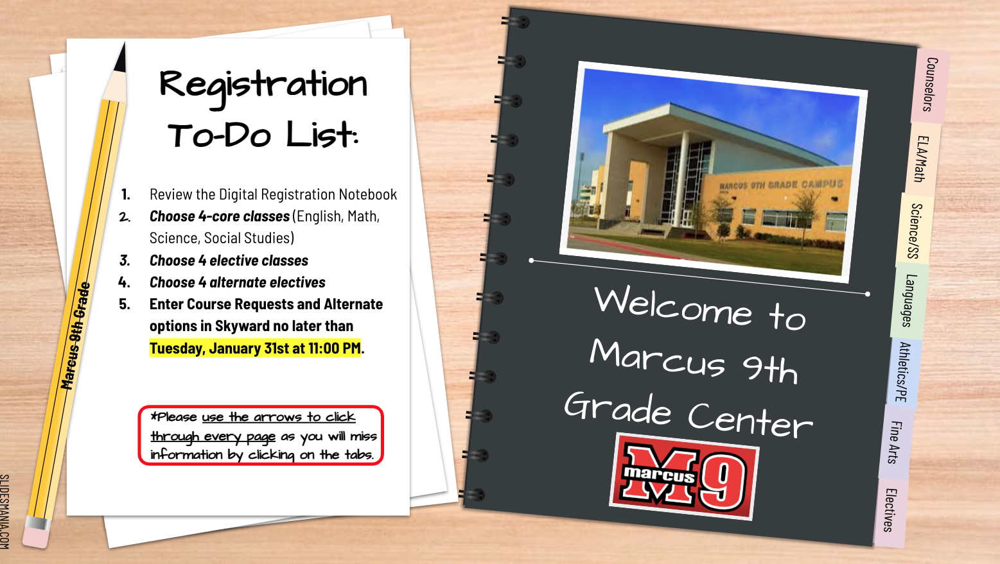 Registration
To-Do List:
1. Review the Digital Registration Notebook
2. Choose 4-core classes (English, Math,
Science, Social Studies)
3. Choose 4 elective classes
4. Choose 4 alternate electives
5. Enter Course Requests and Alternate
options in Skyward no later than
Tuesday, January 31st at 11:00 PM.
*Please use the arrows to click
through every page as you will miss
information by clicking on the tabs.
Marcus 9th Grade
SLIDESMANIA.COM
MARCUS 9TH GRADE CAMPUS
Welcome to
Marcus 9th
Grade Center
M marcus 9
Counselors
ELA/Math
Science/SS
Languages
Athletics/PE
Fine Arts
Electives